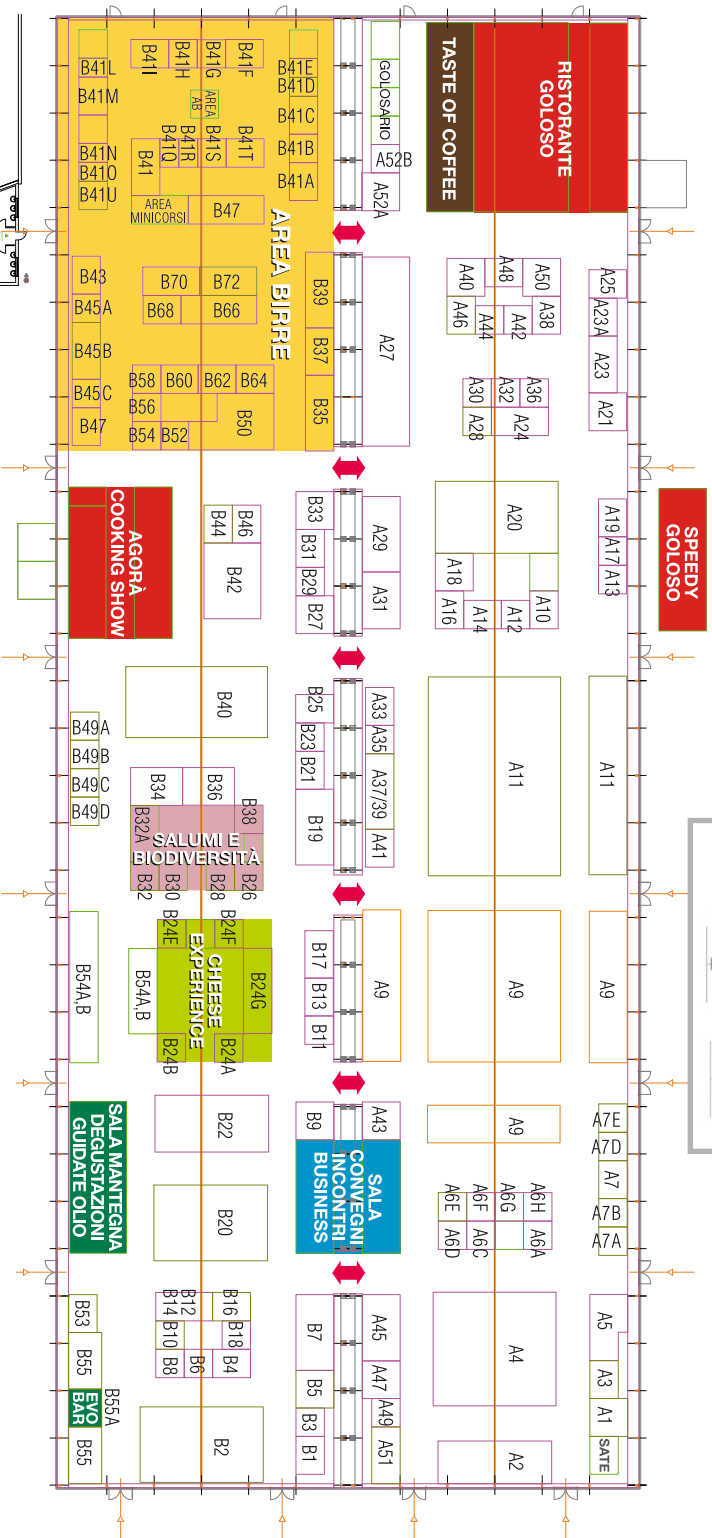 RISTORANTE
GOLOSO
TASTE OF COFFEE
GOLOSARIO
A52B
A52A
B41E
B41D
B41C
B41B
B41A
B41F
B41G
B41H
B41I
AREA
AB
B41T
B41S
B41R
B41Q
B41
B41L
B41M
B41N
B41O
B41U
AREA
MINICORSI
B47
AREA BIRRE
A25
A23A
A23
A21
A50
A48
A40
A38
A42
A44
A46
A36
A32
A30
A24
A28
A27
B39
B37
B35
B72
B70
B66
B68
B64
B62
B60
B58
B56
B50
B52
B54
B43
B45A
B45B
B45C
B47
SPEEDY
GOLOSO
A19
A17
A13
A20
A18
A10
A12
A14
A16
A29
A31
B33
B31
B29
B27
B46
B44
B42
AGORÀ
COOKING SHOW
A11
A11
A33
A35
A37/39
A41
B25
B23
B21
B19
B40
B49A
B49B
B49C
B49D
B36
B34
B38
B32A
SALUMI E
BIODIVERSITÀ
B26
B28
B30
B32
A9
A9
A9
B17
B13
B11
B24F
B24E
B24G
CHEESE
EXPERIENCE
B24A
B24B
B54A,B
B54A,B
A7E
A7D
A7
A7B
A7A
A9
A6H
A6G
A6F
A6E
A6A
A6C
A6D
A43
B9
SALA
CONVEGNI
INCONTRI
BUSINESS
B22
B20
SALA MANTEGNA
DEGUSTAZIONI
GUIDATE OLIO
A5
A3
A1
SATE
A4
A2
A45
A47
A49
A51
B7
B5
B3
B1
B16
B12
B14
B18
B10
B4
B6
B8
B2
B53
B55
B55A
EVO
BAR
B55